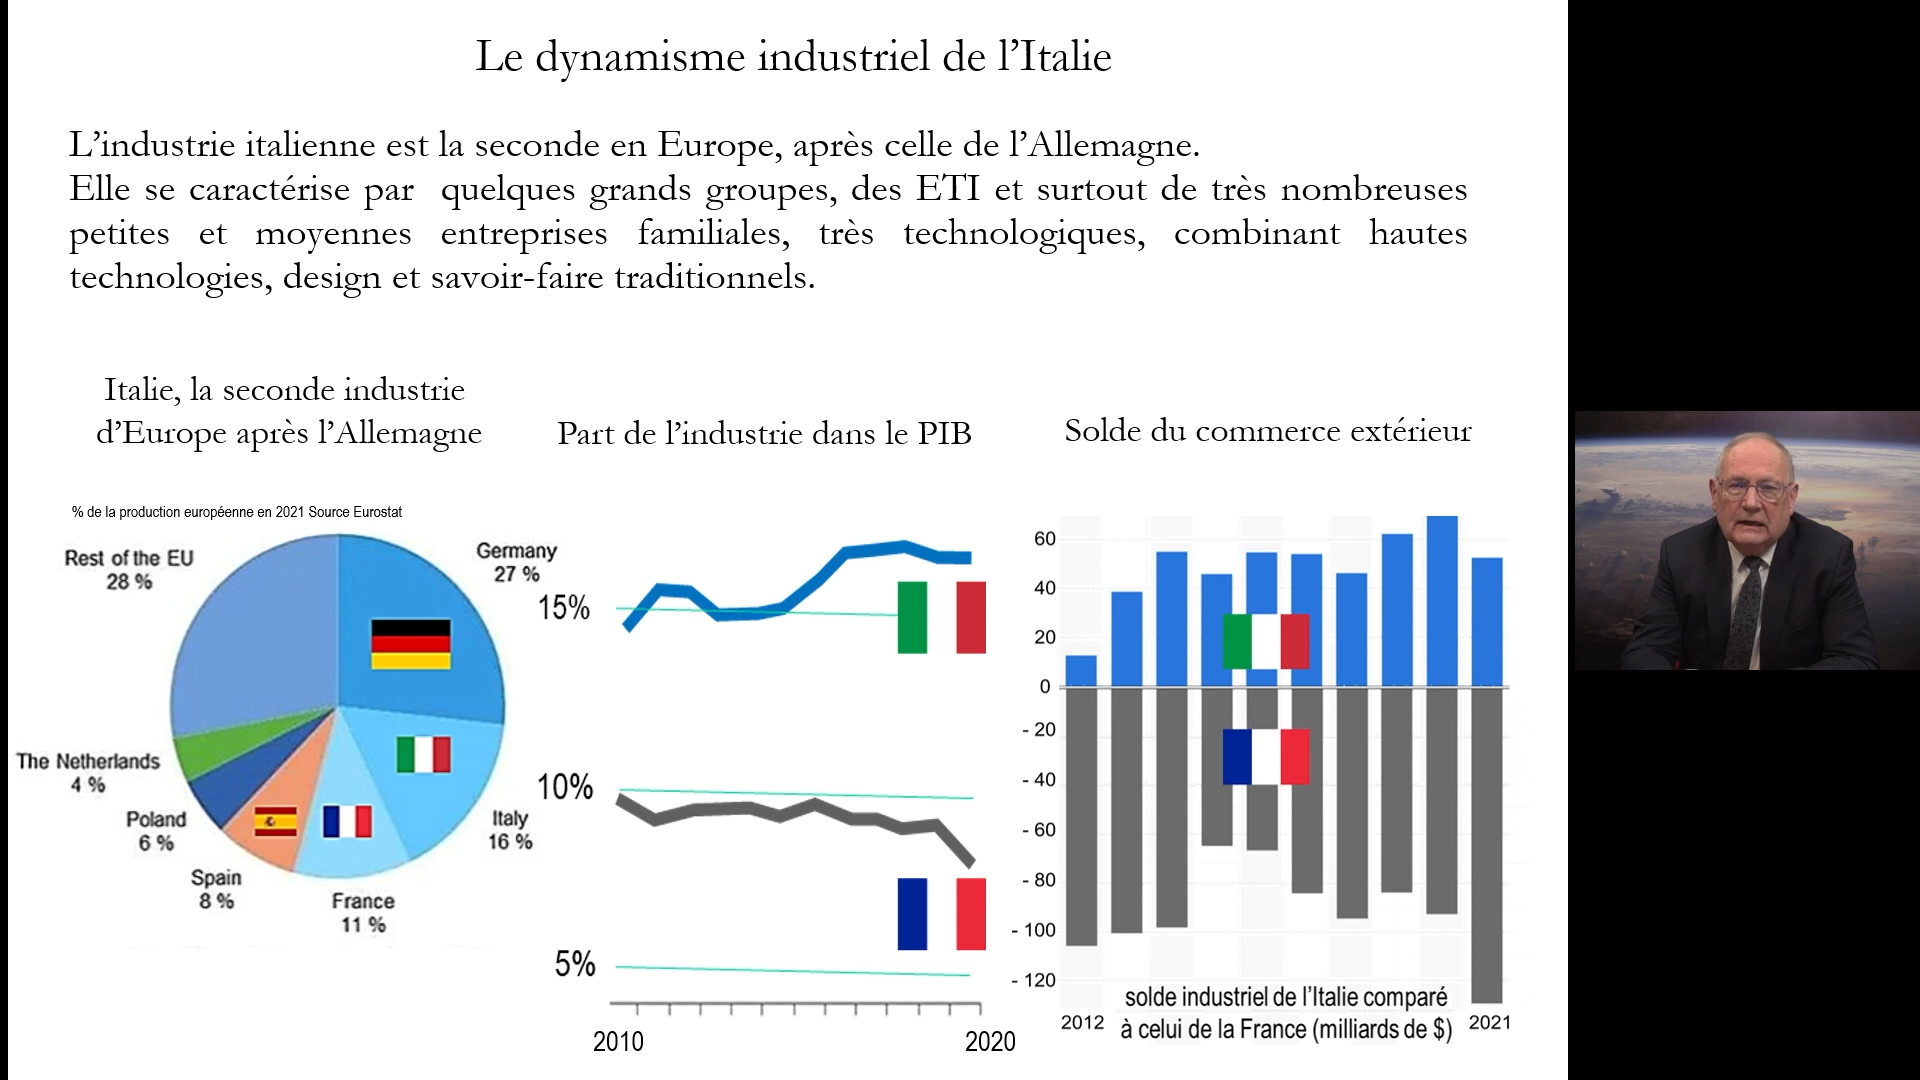 Le dynamisme industriel de l’Italie
L’industrie italienne est la seconde en Europe, après celle de l’Allemagne.
Elle se caractérise par quelques grands groupes, des ETI et surtout de très nombreuses
petites et moyennes entreprises familiales, très technologiques, combinant hautes
technologies, design et savoir-faire traditionnels.
Italie, la seconde industrie
d’Europe après l’Allemagne
% de la production européenne en 2021 Source Eurostat
Rest of the EU
28 %
Germany
27 %
The Netherlands
4 %
Poland
6 %
Spain
8 %
France
11 %
Italy
16 %
Part de l’industrie dans le PIB
15%
10%
5%
2010
2020
Solde du commerce extérieur
60
40
20
0
- 20
- 40
- 60
- 80
- 100
- 120
2012
solde industriel de l’Italie comparé
à celui de la France (milliards de $)
2021